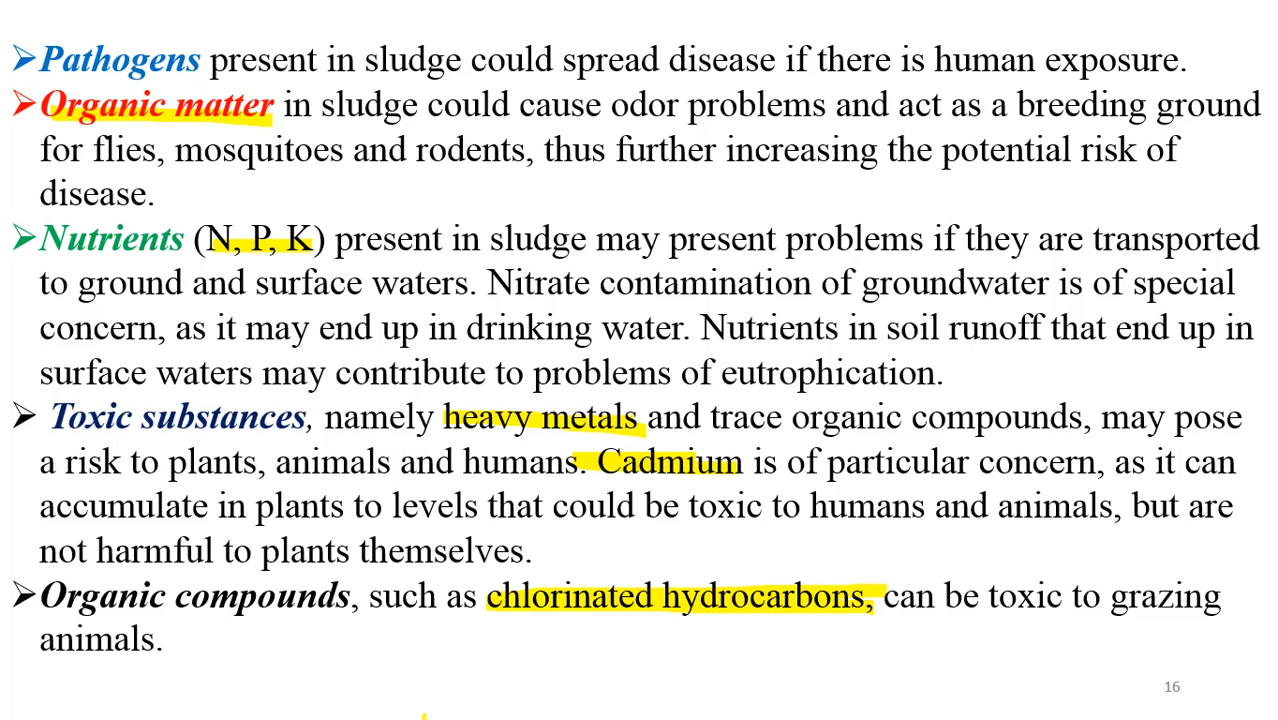 ➢Pathogens present in sludge could spread disease if there is human exposure.
➢Organic matter in sludge could cause odor problems and act as a breeding ground
for flies, mosquitoes and rodents, thus further increasing the potential risk of
disease.
➢Nutrients (N, P, K) present in sludge may present problems if they are transported
to ground and surface waters. Nitrate contamination of groundwater is of special
concern, as it may end up in drinking water. Nutrients in soil runoff that end up in
surface waters may contribute to problems of eutrophication.
➢ Toxic substances, namely heavy metals and trace organic compounds, may pose
a risk to plants, animals and humans. Cadmium is of particular concern, as it can
accumulate in plants to levels that could be toxic to humans and animals, but are
not harmful to plants themselves.
➢Organic compounds, such as chlorinated hydrocarbons, can be toxic to grazing
animals.
16